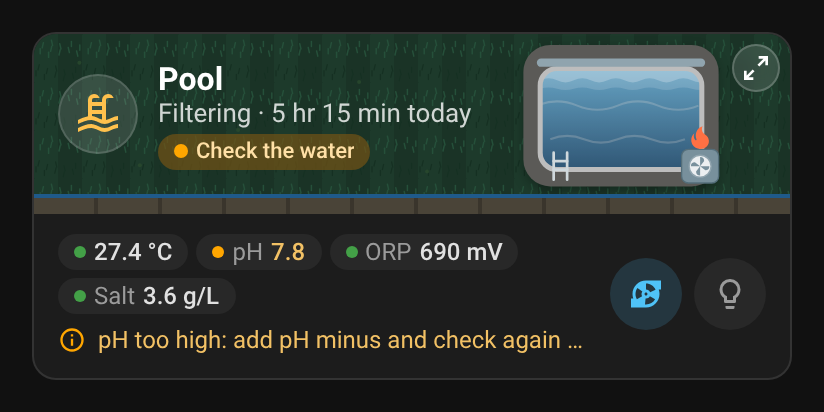 Pool
Filtering · 5 hr 15 min today
Check the water
27.4 °C pH 7.8 ORP 690 mV
Salt 3.6 g/L
pH too high: add pH minus and check again ...